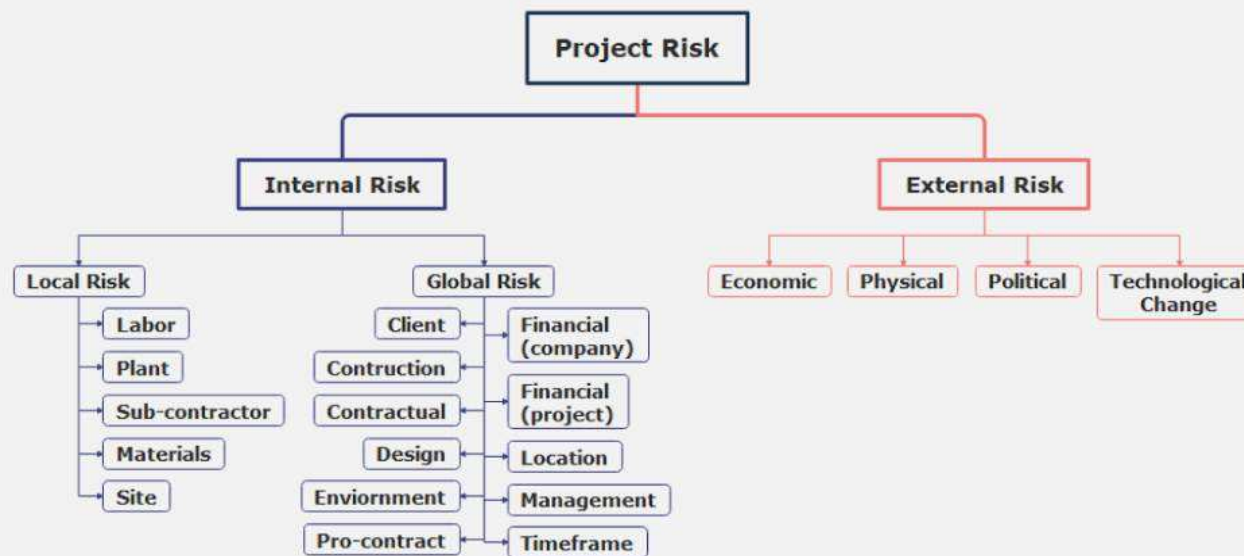 Project Risk
Internal Risk
External Risk
Local Risk
Global Risk
Economic
Physical
Political
Technological
Change
Labor
Plant
Sub-contractor
Materials
Site
Client
Contruction
Contractual
Design
Enviornment
Pro-contract
Financial
(company)
Financial
(project)
Location
Management
Timeframe